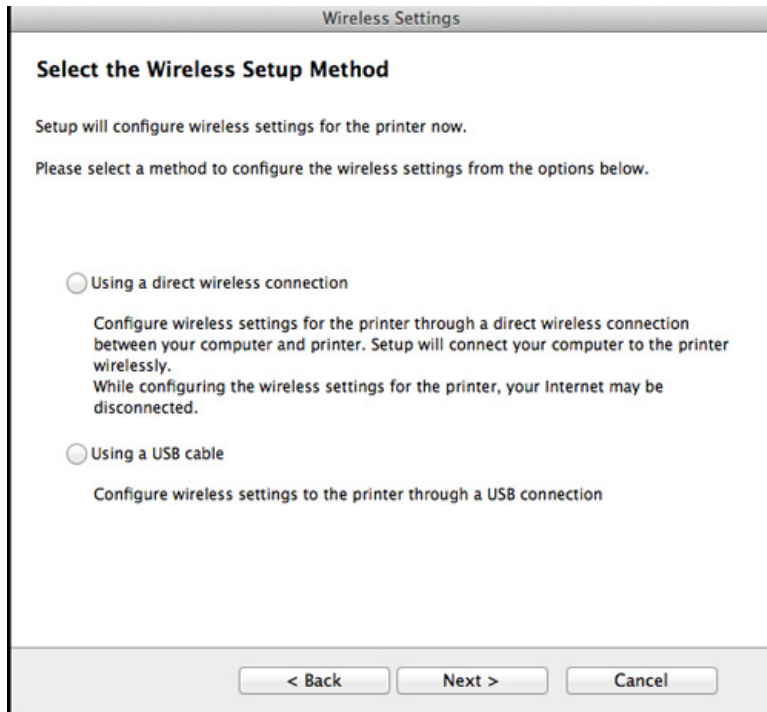 Wireless Settings
Select the Wireless Setup Method
Setup will configure wireless settings for the printer now.
Please select a method to configure the wireless settings from the options below.
Using a direct wireless connection
Configure wireless settings for the printer through a direct wireless connection
between your computer and printer. Setup will connect your computer to the printer
wirelessly.
While configuring the wireless settings for the printer, your Internet may be
disconnected.
Using a USB cable
Configure wireless settings to the printer through a USB connection
< Back
Next >
Cancel